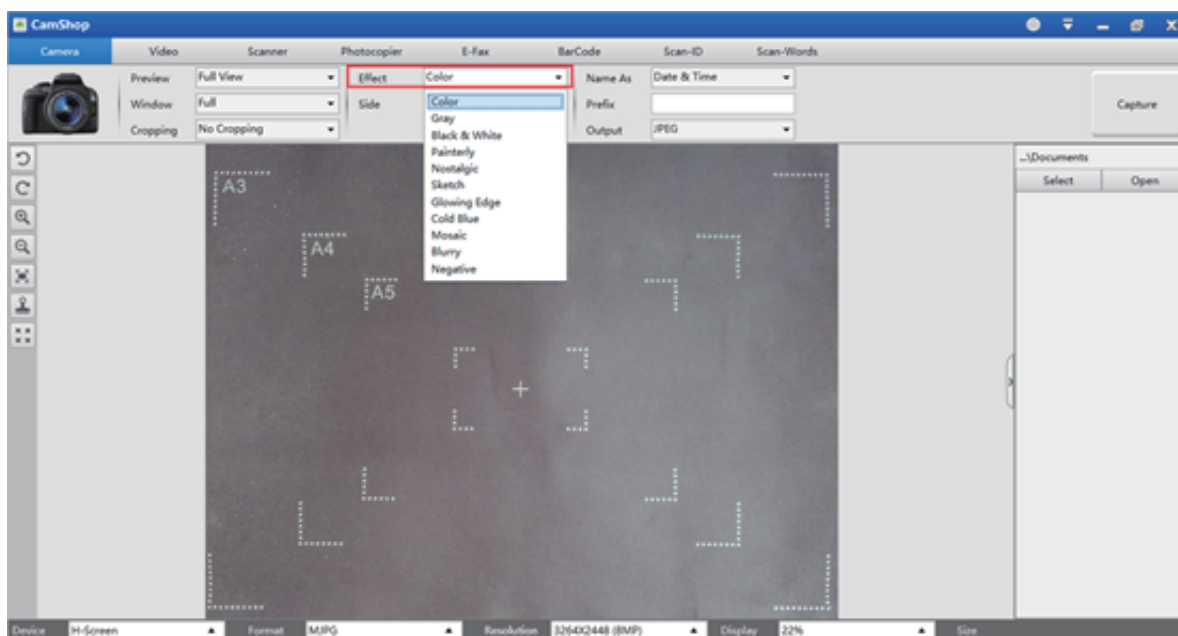 CamShop
Camera Video Scanner Photocopier E-Fax BarCode Scan-ID Scan-Words
Preview Full View Effect Color Name As Date & Time
Window Full Side Prefix
Cropping No Cropping Output JPEG
Capture
Color
Gray
Black & White
Painterly
Nostalgic
Sketch
Glowing Edge
Cold Blue
Mosaic
Blurry
Negative
...\Documents
Select Open
A3
A4
A5
Device H-Screen Format MJPG Resolution 3264X2448 (8MP) Display 22% Size